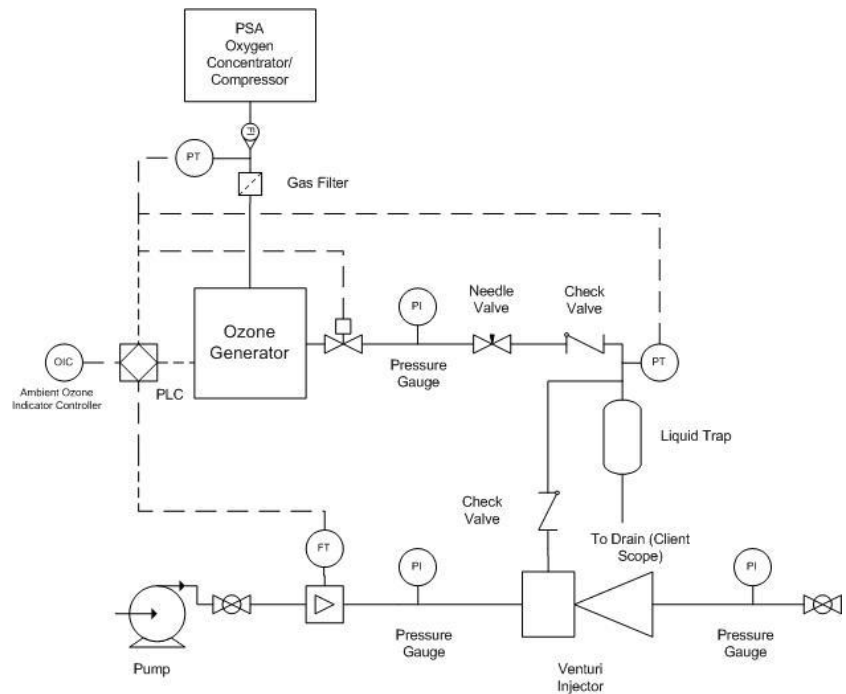 PSA
Oxygen
Concentrator/
Compressor
FI
PT
Gas Filter
PI
Needle
Valve
Check
Valve
Ozone
Generator
OIC
PT
Pressure
Gauge
Ambient Ozone
Indicator Controller
PLC
Liquid Trap
Check
Valve
To Drain (Client
Scope)
FT
PI
PI
Pressure
Gauge
Pressure
Gauge
Pump
Venturi
Injector